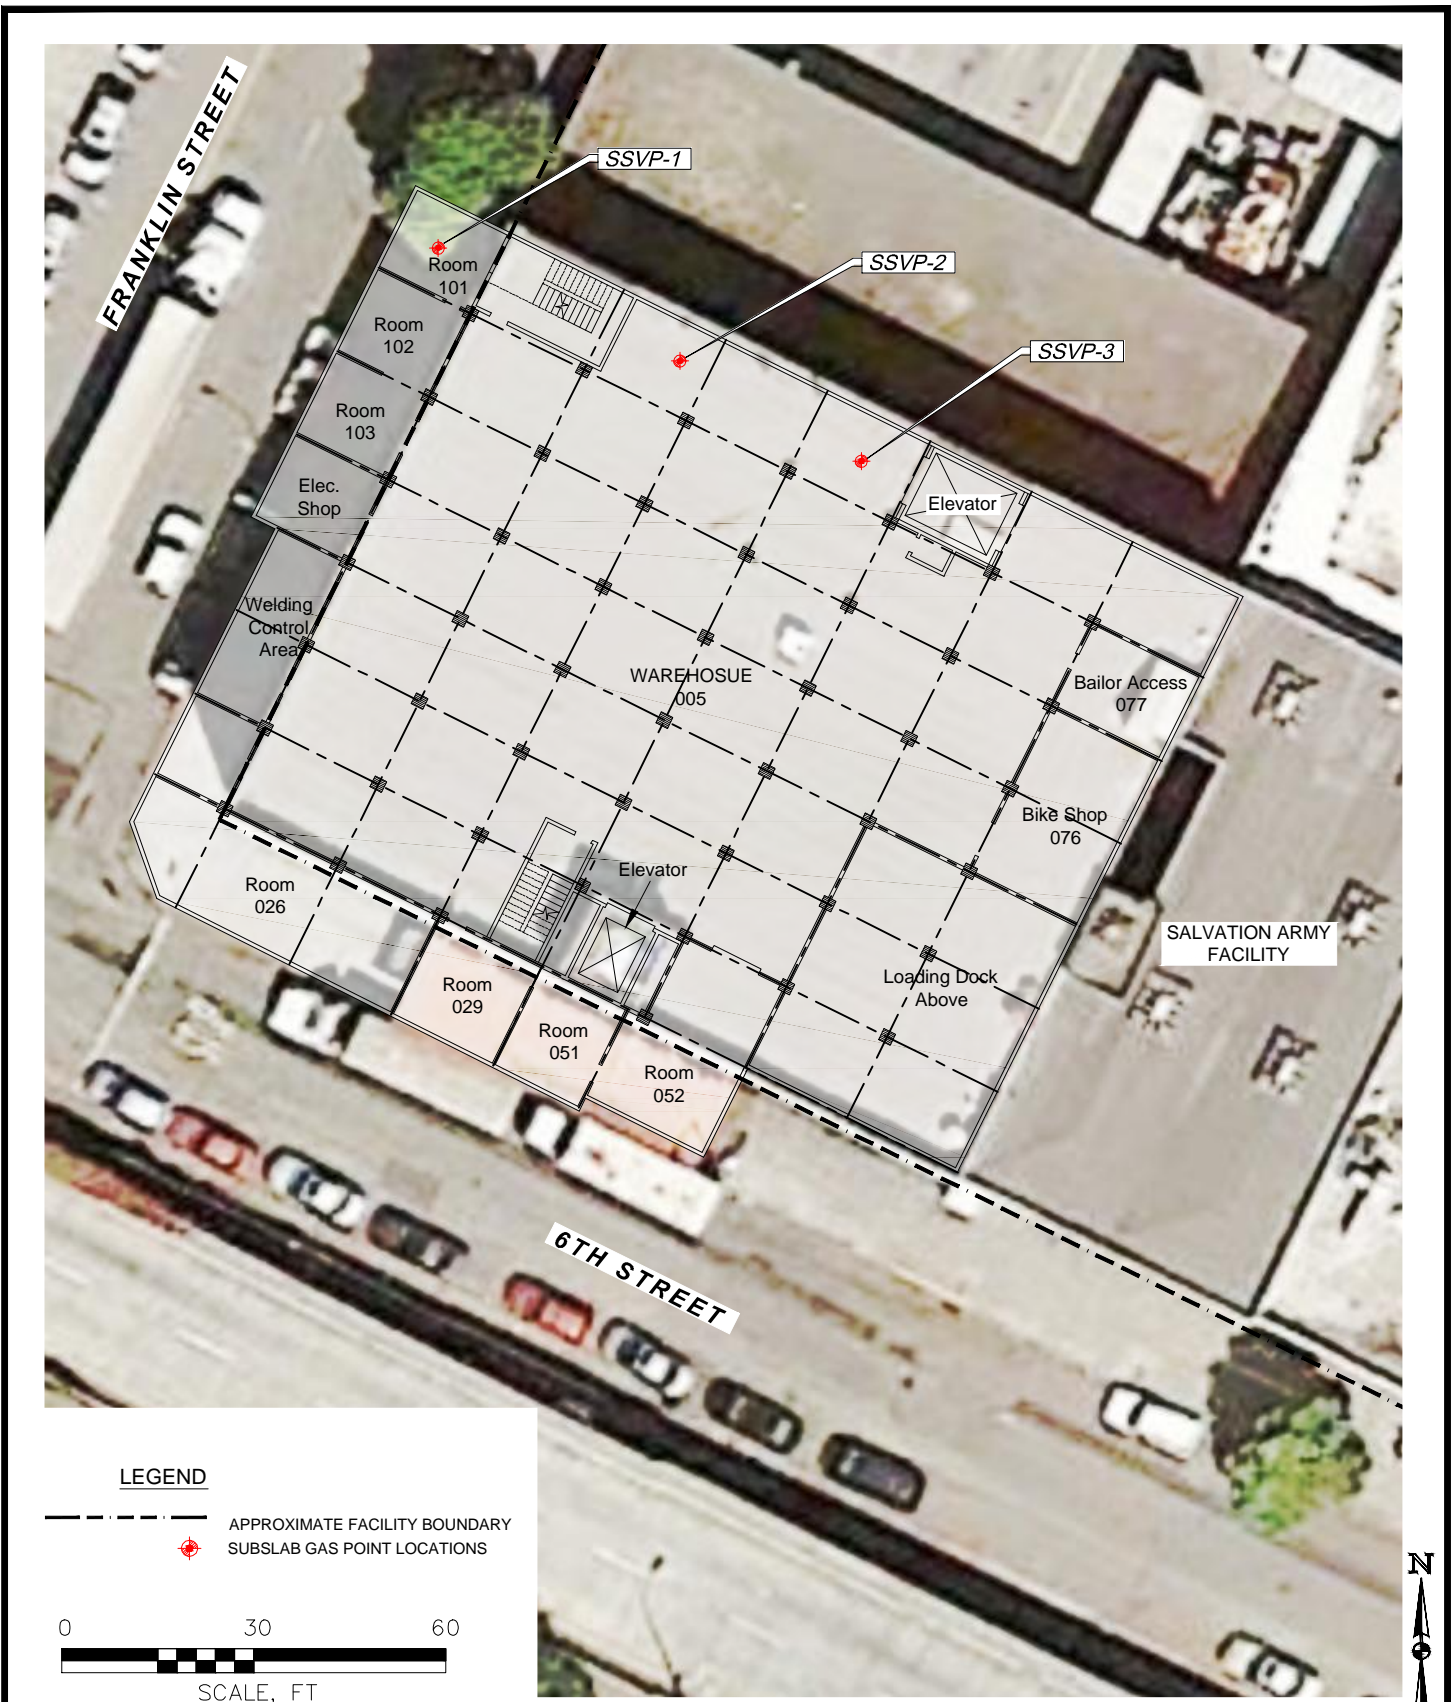 FRANKLIN STREET
SSVP-1
SSVP-2
SSVP-3
Room
101
Room
102
Room
103
Elec.
Shop
Elevator
Welding
Control
Area
WAREHOSUE
005
Bailor Access
077
Bike Shop
076
Elevator
Room
026
SALVATION ARMY
FACILITY
Loading Dock
Above
Room
029
Room
051
Room
052
6TH STREET
LEGEND
APPROXIMATE FACILITY BOUNDARY
SUBSLAB GAS POINT LOCATIONS
N
0 30 60
SCALE, FT